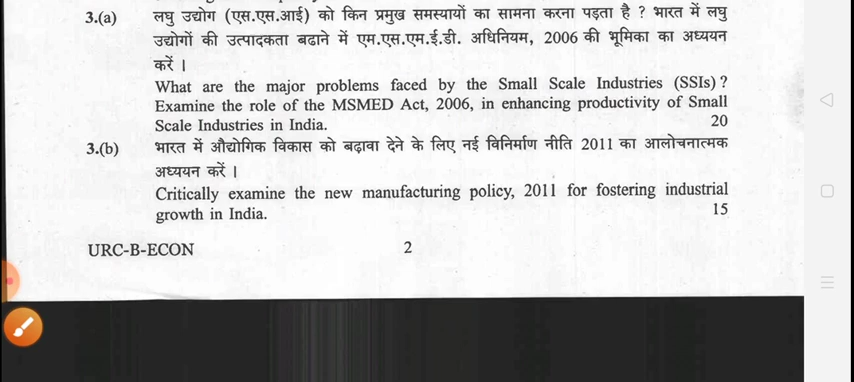 3.(a) लघु उद्योग (एस.एस.आई) को किन प्रमुख समस्यायों का सामना करना पड़ता है ? भारत में लघु
उद्योगों की उत्पादकता बढाने में एम.एस.एम.ई.डी. अधिनियम, 2006 की भूमिका का अध्ययन
करें ।
What are the major problems faced by the Small Scale Industries (SSIs) ?
Examine the role of the MSMED Act, 2006, in enhancing productivity of Small
Scale Industries in India. 20
3.(b) भारत में औद्योगिक विकास को बढ़ावा देने के लिए नई विनिर्माण नीति 2011 का आलोचनात्मक
अध्ययन करें ।
Critically examine the new manufacturing policy, 2011 for fostering industrial
growth in India. 15
URC-B-ECON 2